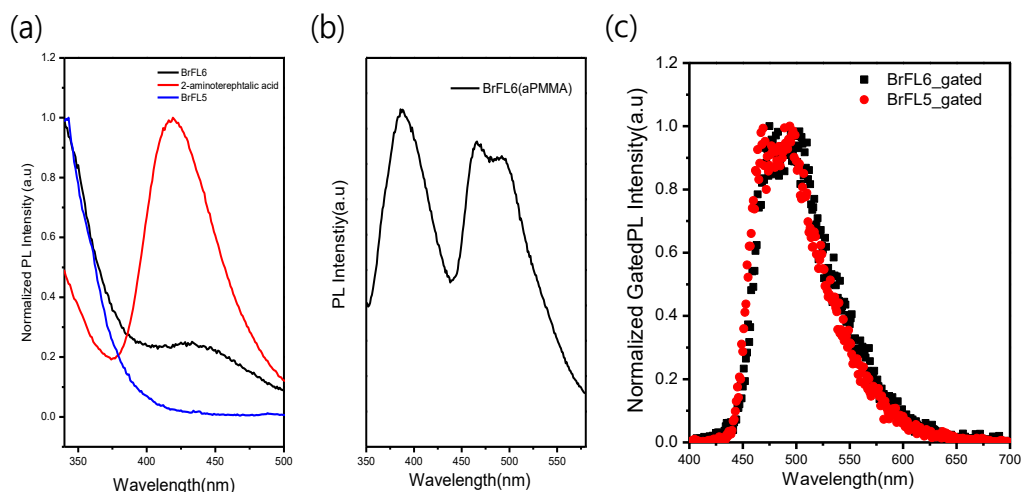 (a)
1.2
1.0
0.8
0.6
0.4
0.2
0.0
Normalized PL Intensity (a.u)
BrFL6
2-aminoterephtalic acid
BrFL5
350
400
450
500
Wavelength(nm)
(b)
PL Intenstiy(a.u)
BrFL6(aPMMA)
350
400
450
500
550
Wavelength(nm)
(c)
1.2
1.0
0.8
0.6
0.4
0.2
0.0
Normalized GatedPL Intensity(a.u)
BrFL6_gated
BrFL5_gated
400
450
500
550
600
650
700
Wavelength(nm)